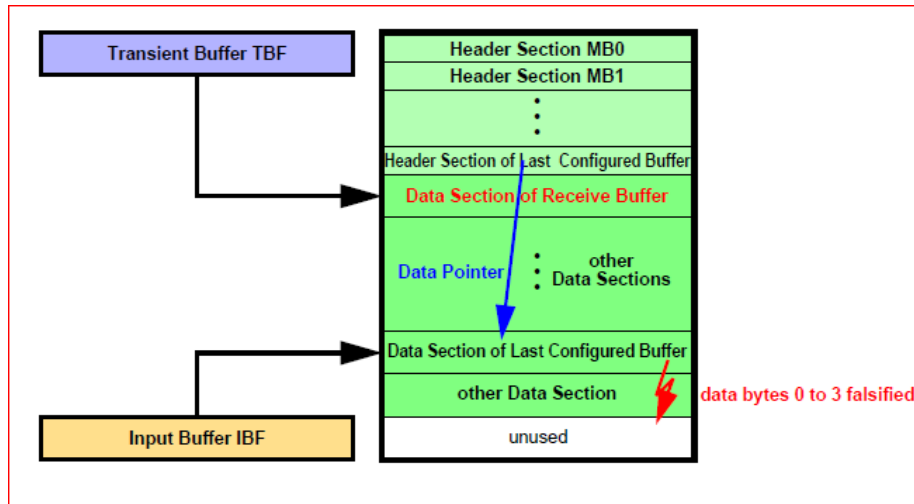 Transient Buffer TBF
Header Section MB0
Header Section MB1
Header Section of Last Configured Buffer
Data Section of Receive Buffer
Data Pointer
other
Data Sections
Data Section of Last Configured Buffer
other Data Section
data bytes 0 to 3 falsified
Input Buffer IBF
unused